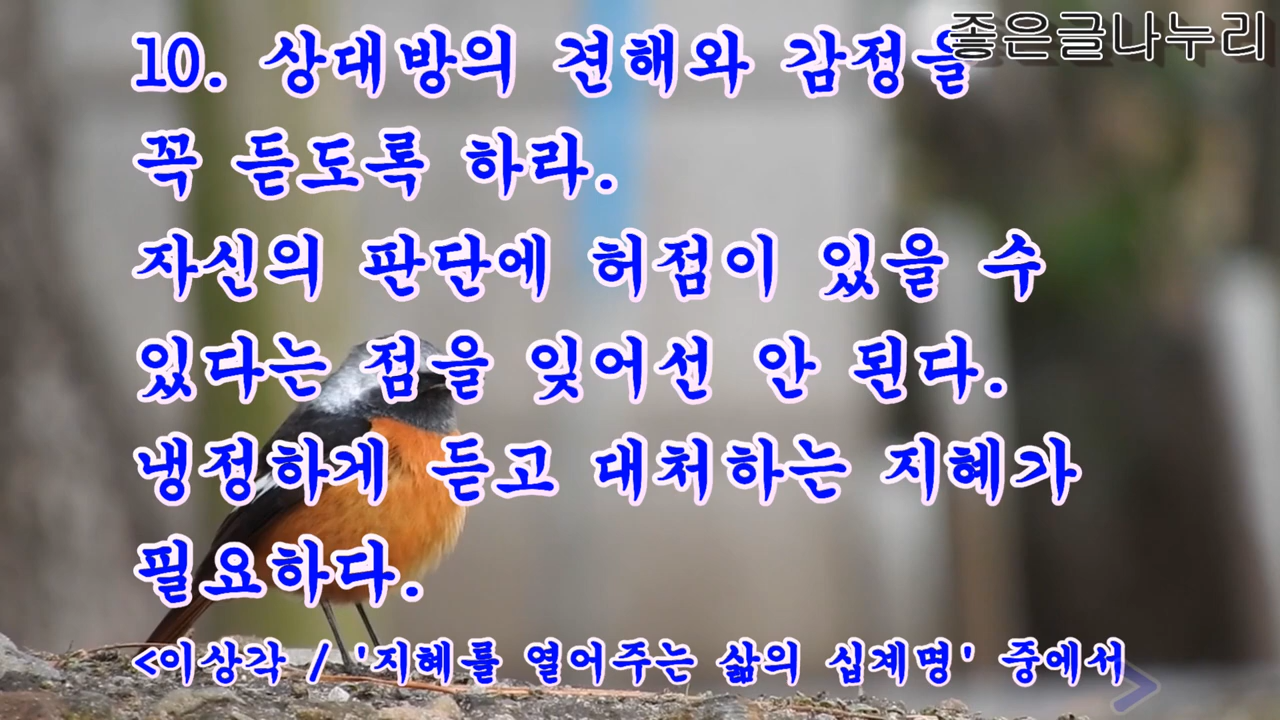 좋은글나누리
10. 상대방의 견해와 감정을
꼭 듣도록 하라.
자신의 판단에 허점이 있을 수
있다는 점을 잊어선 안 된다.
냉정하게 듣고 대처하는 지혜가
필요하다.
<이상각 / '지혜를 열어주는 삶의 십계명' 중에서
>